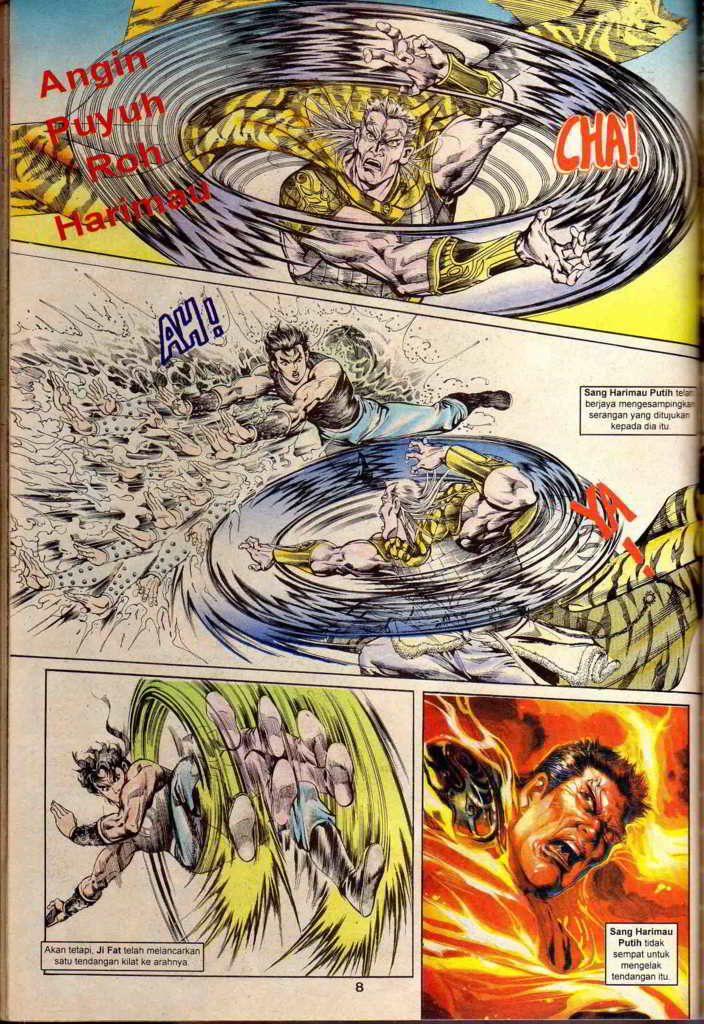 Angin
Puyuh
Roh
Harimau
CHA!
AH!
Sang Harimau Putih telah
berjaya mengesampingkan
serangan yang ditujukan
kepada dia itu.
YA!
Akan tetapi, Ji Fat telah melancarkan
satu tendangan kilat ke arahnya.
Sang Harimau
Putih tidak
sempat untuk
mengelak
tendangan itu.
8